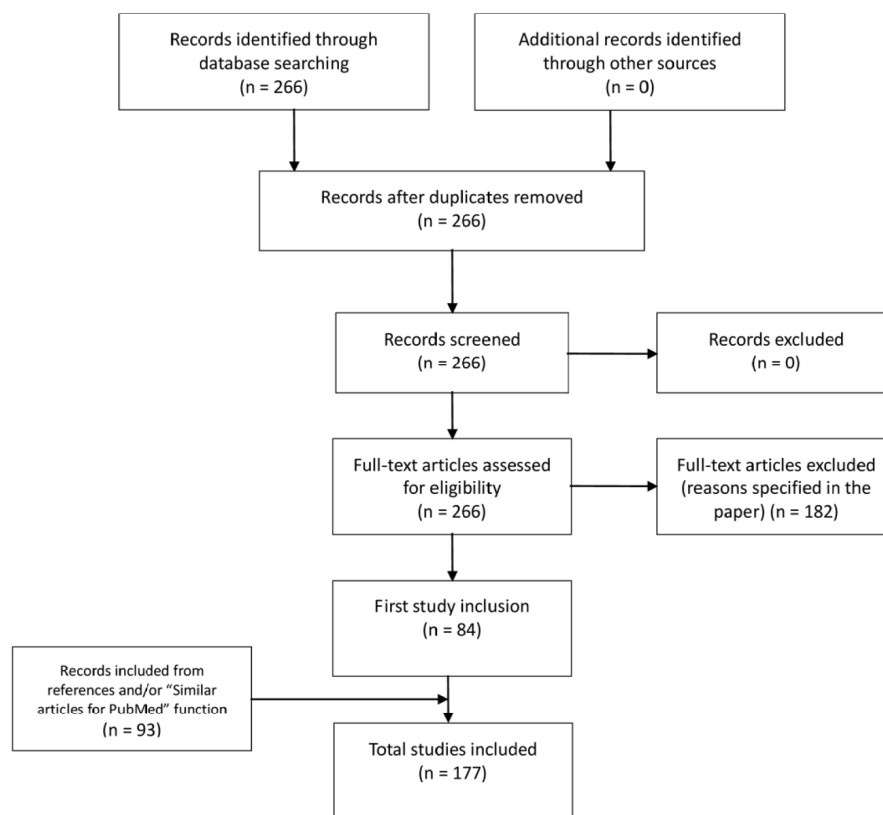 Records identified through
database searching
(n = 266)
Additional records identified
through other sources
(n = 0)
Records after duplicates removed
(n = 266)
Records screened
(n = 266)
Records excluded
(n = 0)
Full-text articles assessed
for eligibility
(n = 266)
Full-text articles excluded
(reasons specified in the
paper) (n = 182)
First study inclusion
(n = 84)
Records included from
references and/or “Similar
articles for PubMed” function
(n = 93)
Total studies included
(n = 177)